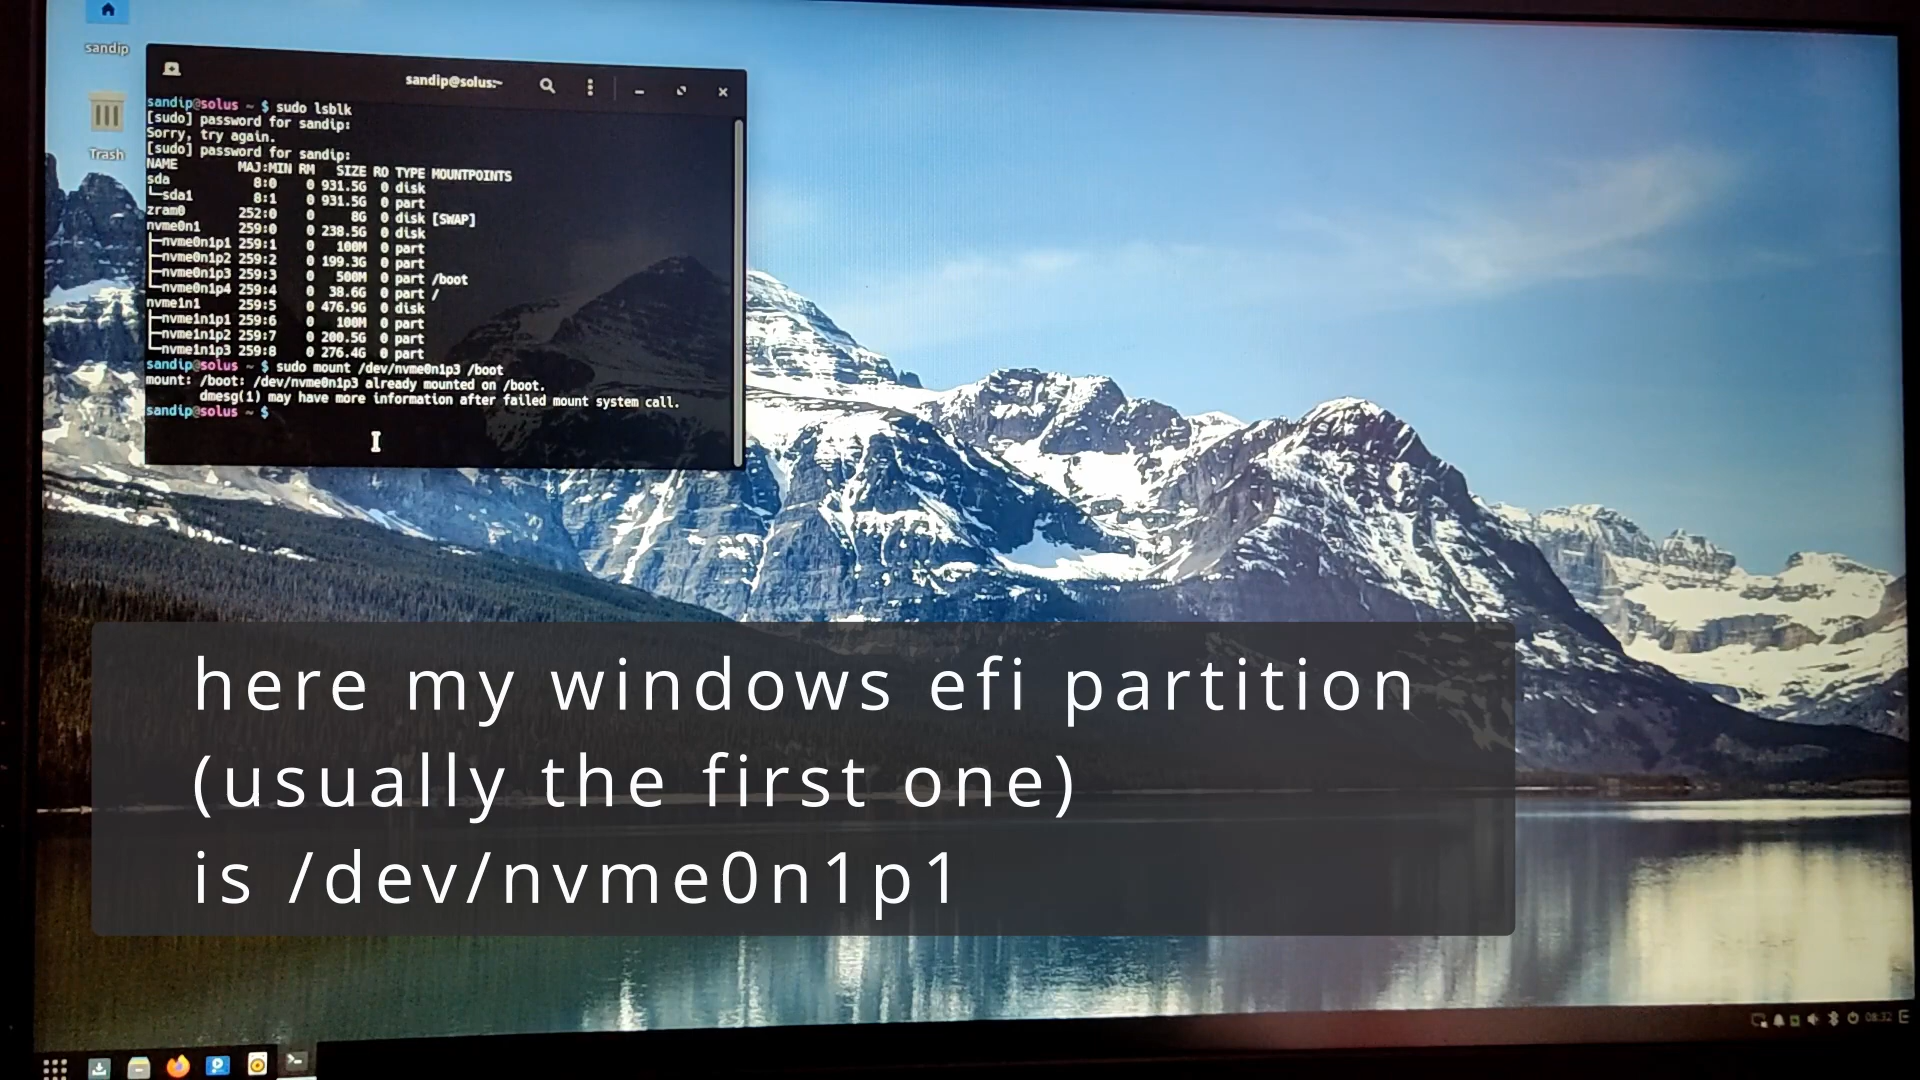 sandip
Trash
sandip@solus:~
sandip@solus ~ $ sudo lsblk
[sudo] password for sandip:
Sorry, try again.
[sudo] password for sandip:
NAME MAJ:MIN RM SIZE RO TYPE MOUNTPOINTS
sda 8:0 0 931.5G 0 disk
└─sda1 8:1 0 931.5G 0 part
zram0 252:0 0 8G 0 disk [SWAP]
nvme0n1 259:0 0 238.5G 0 disk
├─nvme0n1p1 259:1 0 100M 0 part
├─nvme0n1p2 259:2 0 199.3G 0 part
├─nvme0n1p3 259:3 0 500M 0 part /boot
└─nvme0n1p4 259:4 0 38.6G 0 part /
nvme1n1 259:5 0 476.9G 0 disk
├─nvme1n1p1 259:6 0 100M 0 part
├─nvme1n1p2 259:7 0 200.5G 0 part
└─nvme1n1p3 259:8 0 276.4G 0 part
sandip@solus ~ $ sudo mount /dev/nvme0n1p3 /boot
mount: /boot: /dev/nvme0n1p3 already mounted on /boot.
dmesg(1) may have more information after failed mount system call.
sandip@solus ~ $
here my windows efi partition
(usually the first one)
is /dev/nvme0n1p1
08:32